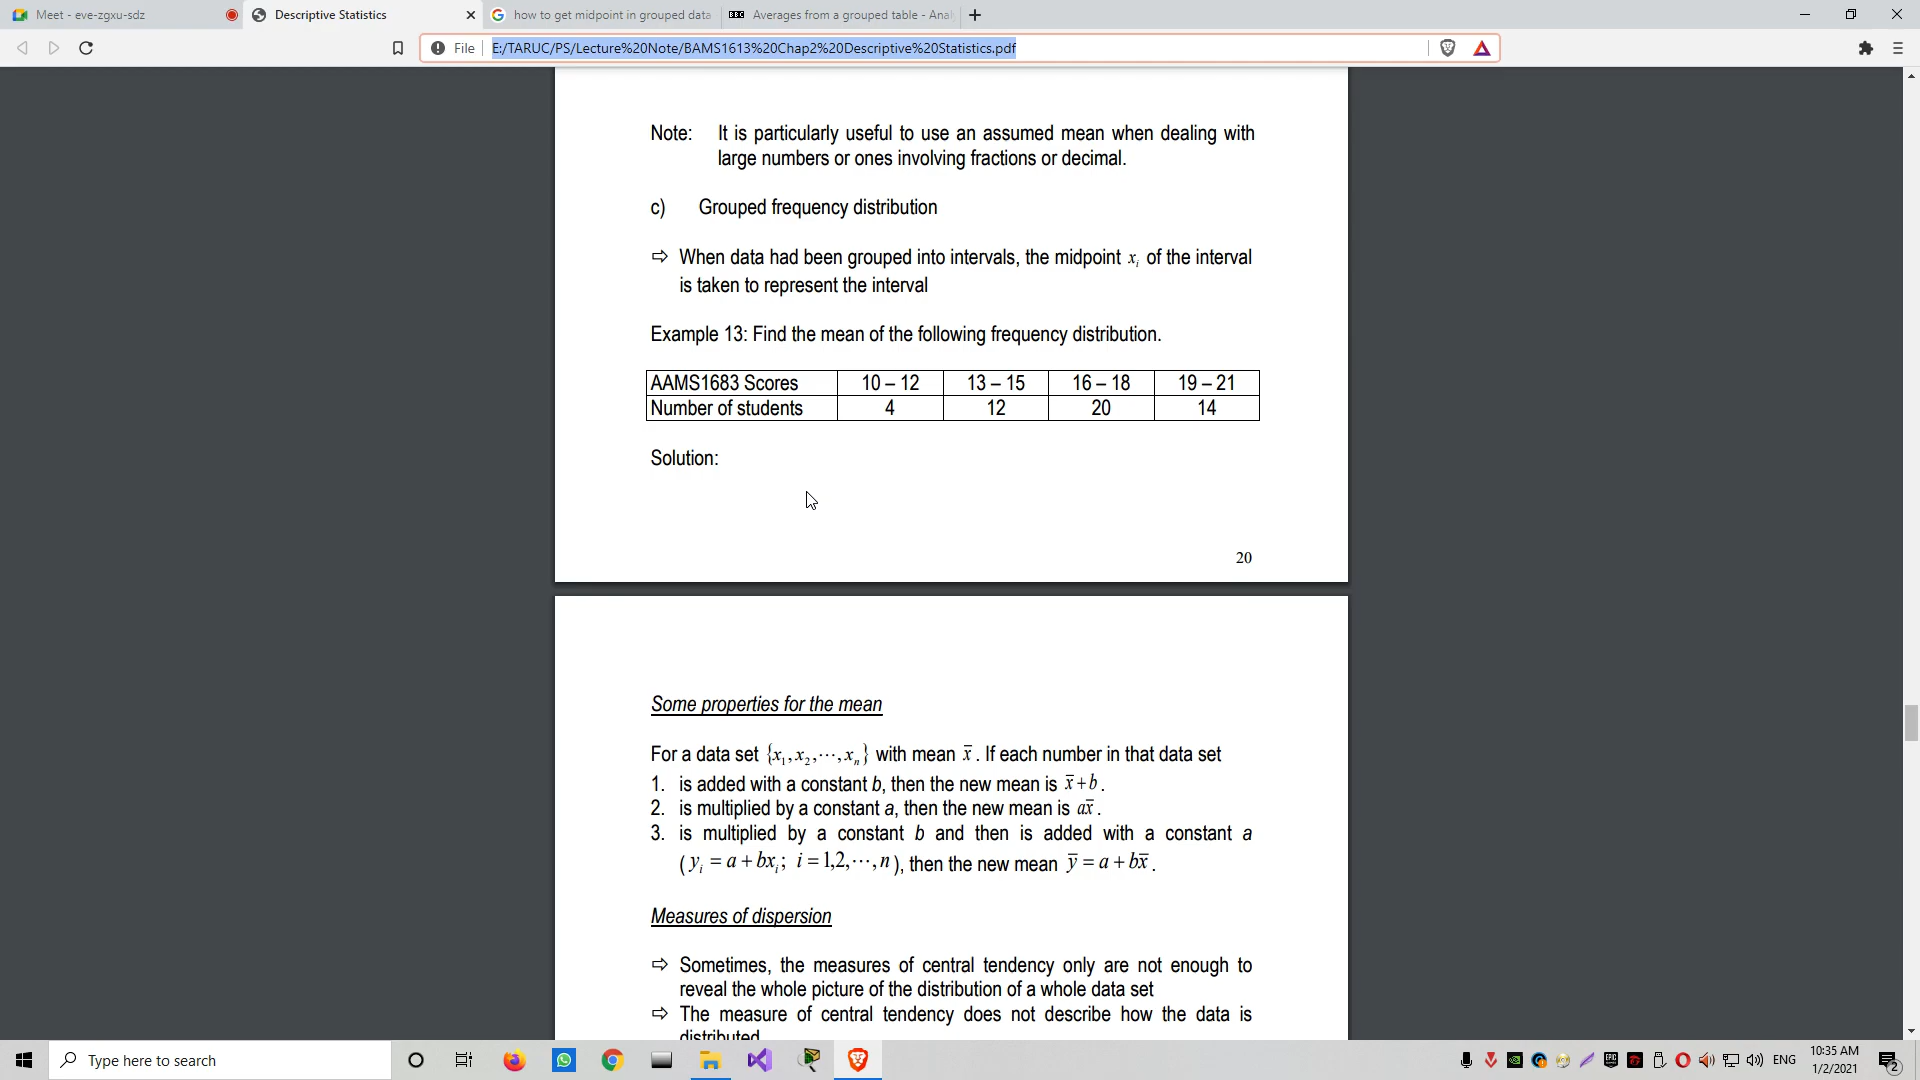 Meet - eve-zgxu-sdz
Descriptive Statistics
how to get midpoint in grouped data
BBC Averages from a grouped table - Anal
File E:/TARUC/PS/Lecture%20Note/BAMS1613%20Chap2%20Descriptive%20Statistics.pdf
Note: It is particularly useful to use an assumed mean when dealing with
large numbers or ones involving fractions or decimal.
c) Grouped frequency distribution
⇨ When data had been grouped into intervals, the midpoint xᵢ of the interval
is taken to represent the interval
Example 13: Find the mean of the following frequency distribution.
AAMS1683 Scores 10 – 12 13 – 15 16 – 18 19 – 21
Number of students 4 12 20 14
Solution:
20
Some properties for the mean
For a data set {x₁, x₂, ⋯, xₙ} with mean x̄ . If each number in that data set
1. is added with a constant b, then the new mean is x̄ + b .
2. is multiplied by a constant a, then the new mean is ax̄ .
3. is multiplied by a constant b and then is added with a constant a
( yᵢ = a + bxᵢ; i = 1,2,⋯,n ), then the new mean ȳ = a + bx̄ .
Measures of dispersion
⇨ Sometimes, the measures of central tendency only are not enough to
reveal the whole picture of the distribution of a whole data set
⇨ The measure of central tendency does not describe how the data is
distributed
Type here to search
EPIC
ENG
10:35 AM
1/2/2021
2